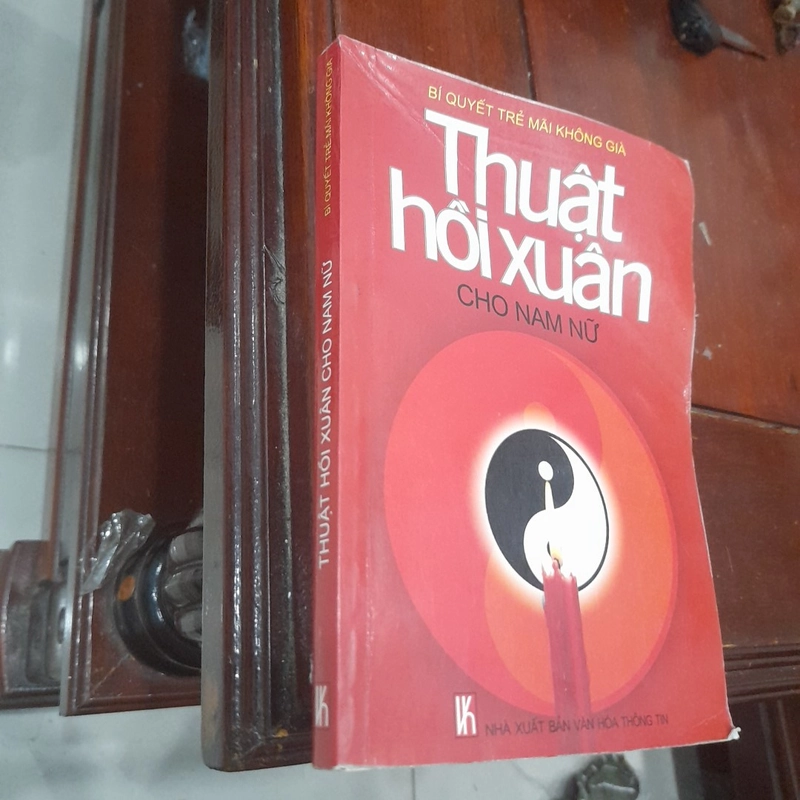 BÍ QUYẾT TRẺ MÃI KHÔNG GIÀ
Thuật
hồi xuân
CHO NAM NỮ
NHÀ XUẤT BẢN VĂN HÓA THÔNG TIN
THUẬT HỒI XUÂN CHO NAM NỮ
BÍ QUYẾT TRẺ MÃI KHÔNG GIÀ